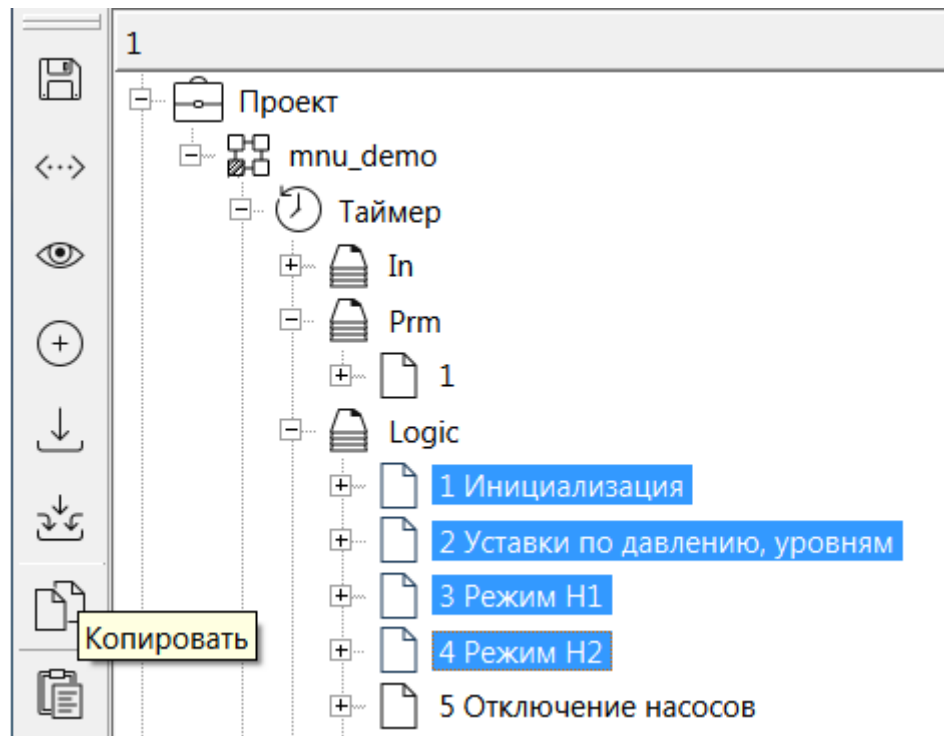 1
Проект
mnu_demo
Таймер
In
Prm
1
Logic
1 Инициализация
2 Уставки по давлению, уровням
3 Режим Н1
4 Режим Н2
Копировать
5 Отключение насосов